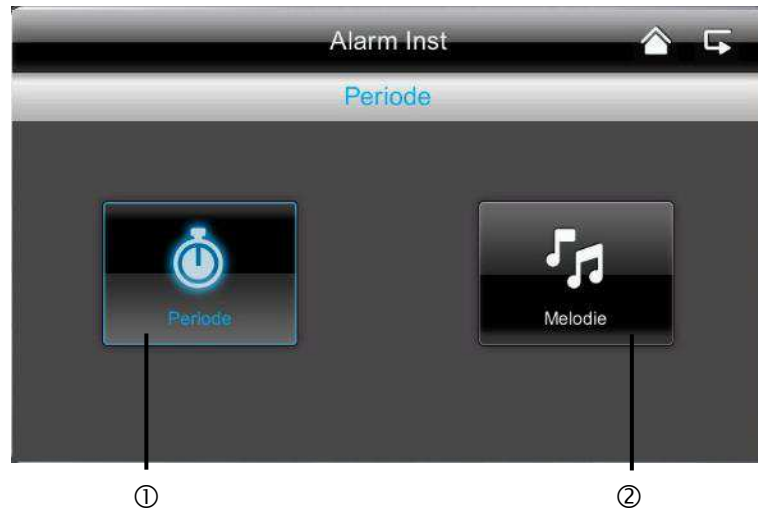 Alarm Inst
Periode
Periode
Melodie
① ②